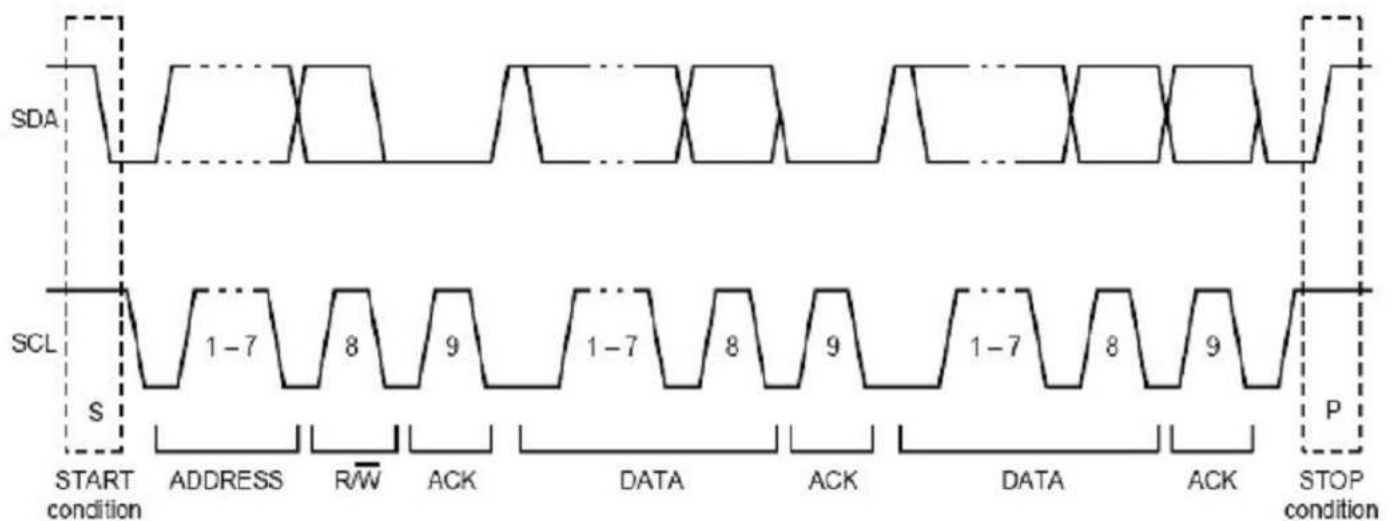 SDA
SCL
1 – 7
8
9
1 – 7
8
9
1 – 7
8
9
S
P
START condition
ADDRESS
R/W̅
ACK
DATA
ACK
DATA
ACK
STOP condition